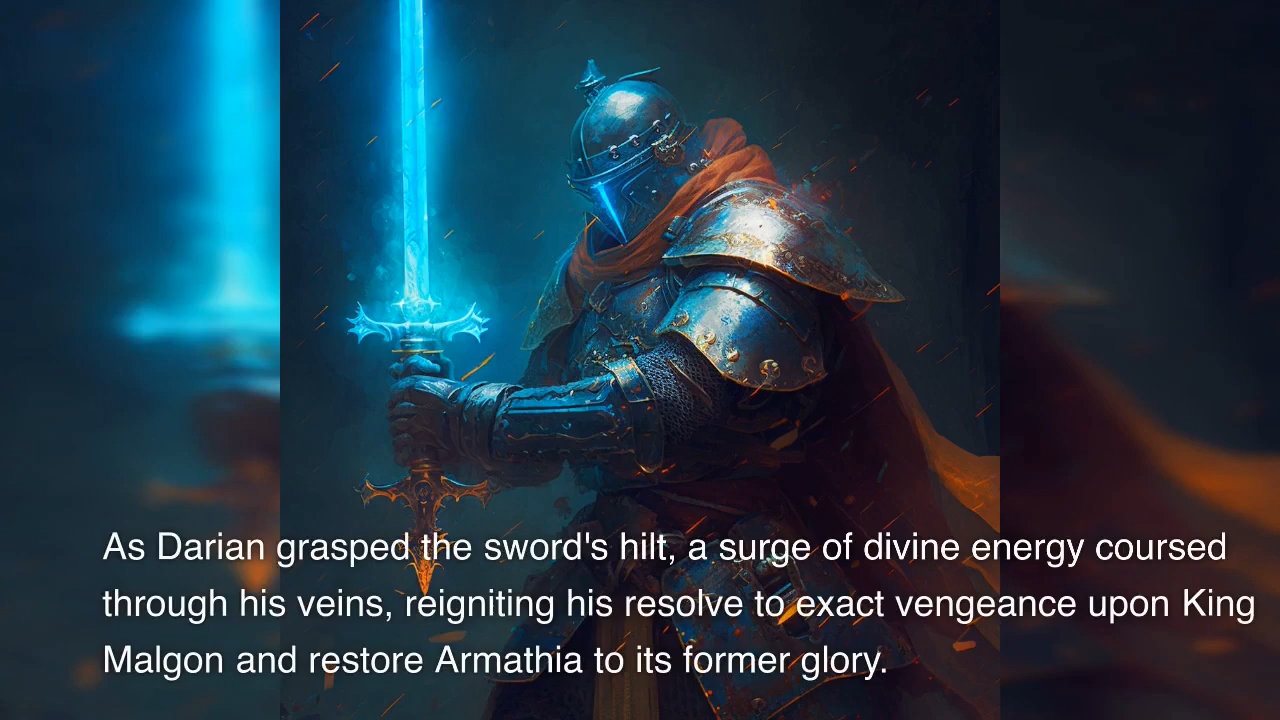 As Darian grasped the sword's hilt, a surge of divine energy coursed
through his veins, reigniting his resolve to exact vengeance upon King
Malgon and restore Armathia to its former glory.